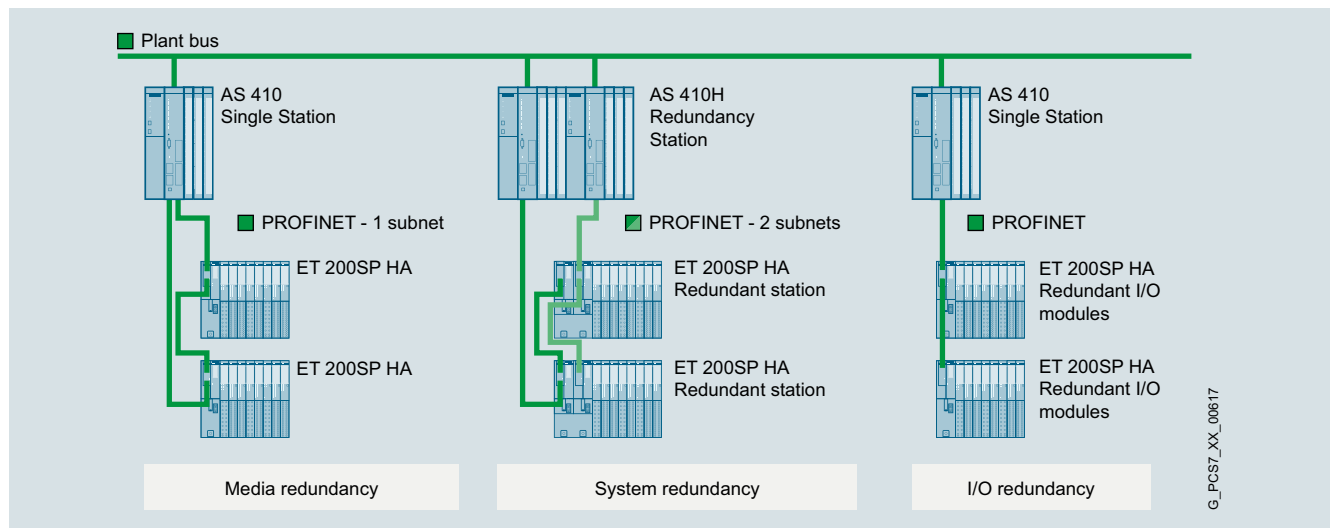 Plant bus
AS 410
Single Station
AS 410H
Redundancy
Station
AS 410
Single Station
PROFINET - 1 subnet
PROFINET - 2 subnets
PROFINET
ET 200SP HA
ET 200SP HA
Redundant station
ET 200SP HA
Redundant I/O
modules
ET 200SP HA
ET 200SP HA
Redundant station
ET 200SP HA
Redundant I/O
modules
Media redundancy
System redundancy
I/O redundancy
G_PCS7_XX_00617